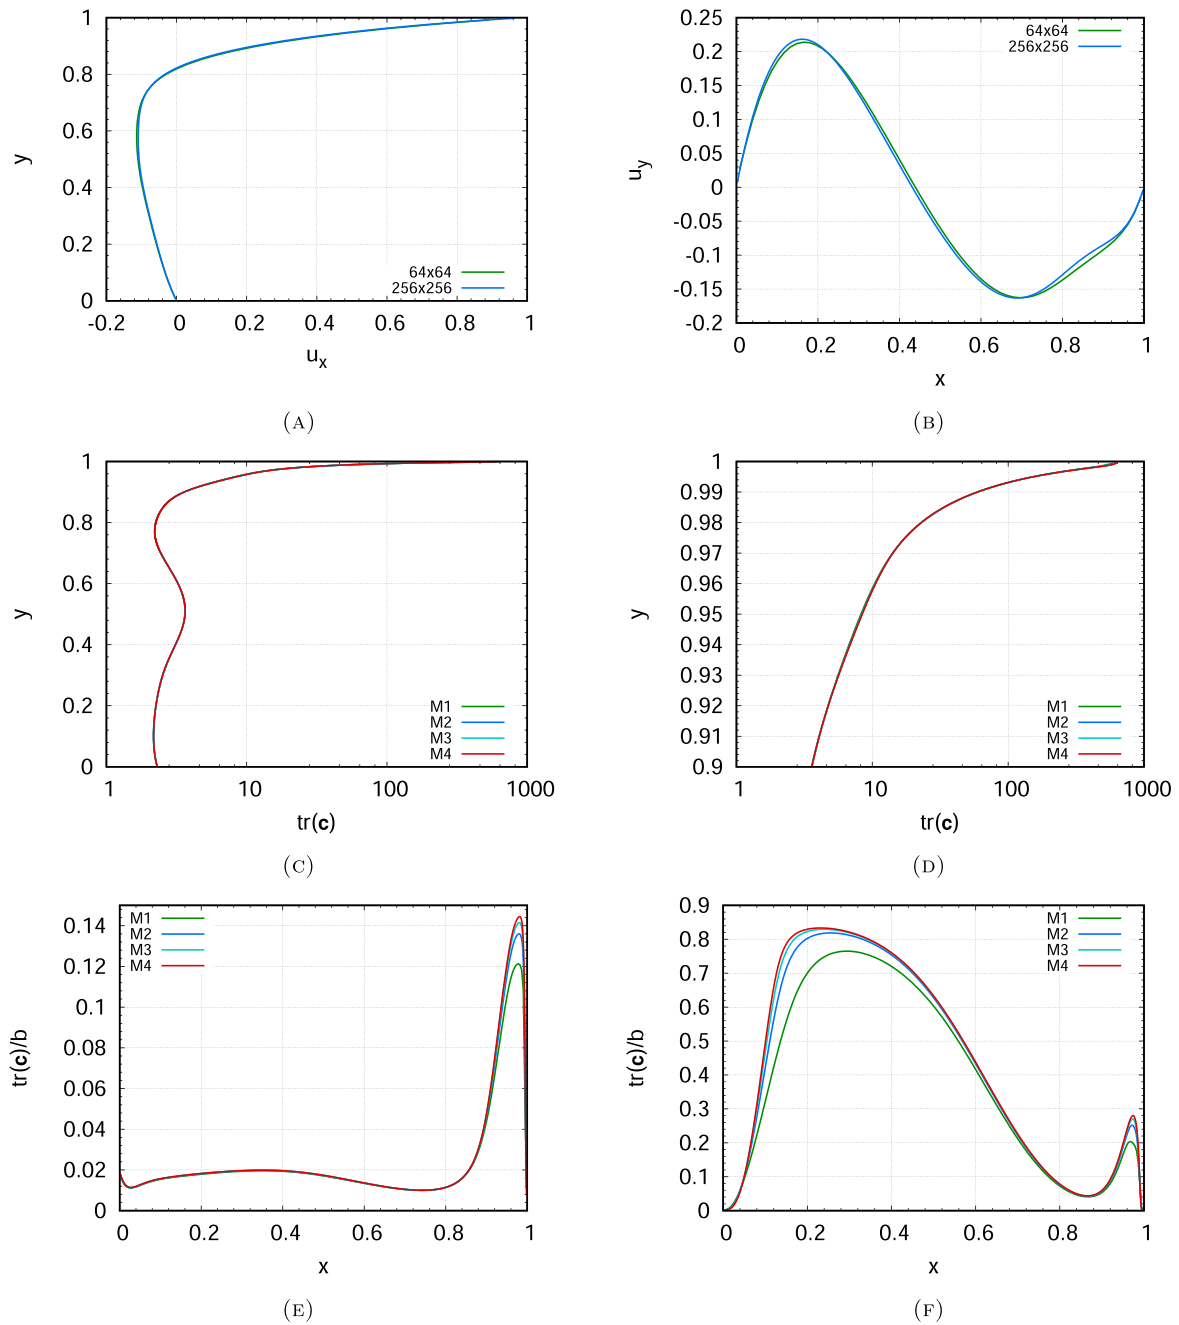 1
0.8
0.6
0.4
0.2
0
y
-0.2 0 0.2 0.4 0.6 0.8 1
u_x
64x64
256x256
(A)
0.25
0.2
0.15
0.1
0.05
0
-0.05
-0.1
-0.15
-0.2
u_y
0 0.2 0.4 0.6 0.8 1
x
64x64
256x256
(B)
1
0.8
0.6
0.4
0.2
0
y
1 10 100 1000
tr(c)
M1
M2
M3
M4
(C)
1
0.99
0.98
0.97
0.96
0.95
0.94
0.93
0.92
0.91
0.9
y
1 10 100 1000
tr(c)
M1
M2
M3
M4
(D)
0.14
0.12
0.1
0.08
0.06
0.04
0.02
0
tr(c)/b
0 0.2 0.4 0.6 0.8 1
x
M1
M2
M3
M4
(E)
0.9
0.8
0.7
0.6
0.5
0.4
0.3
0.2
0.1
0
tr(c)/b
0 0.2 0.4 0.6 0.8 1
x
M1
M2
M3
M4
(F)